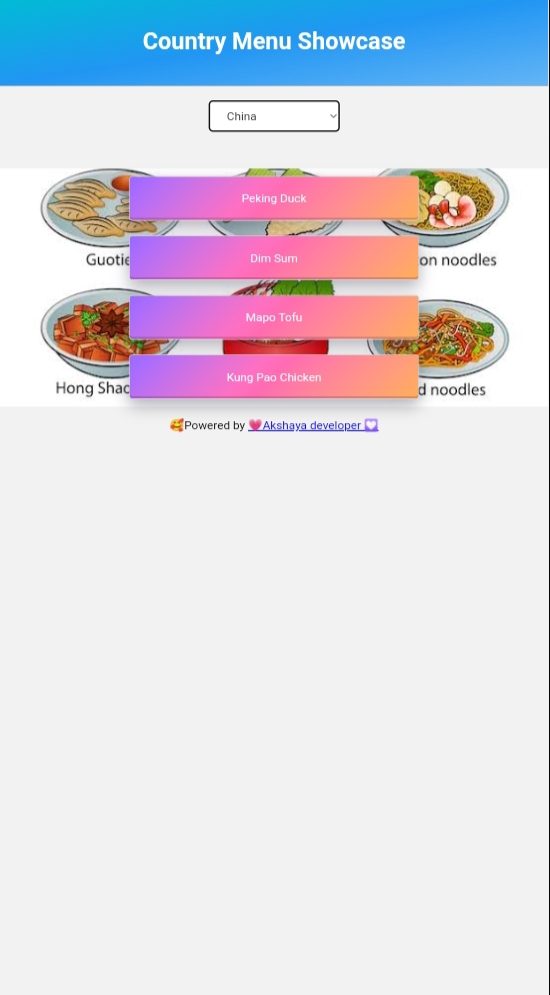 Country Menu Showcase
China
Peking Duck
Guotie
on noodles
Dim Sum
Mapo Tofu
Kung Pao Chicken
Hong Shao
d noodles
🥰Powered by 💗Akshaya developer 💟